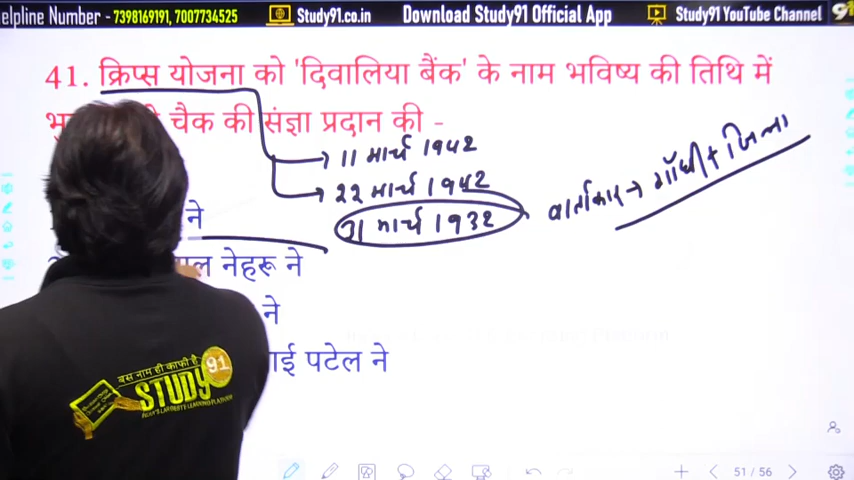 elpline Number - 7398169191, 7007734525 Study91.co.in Download Study91 Official App Study91 YouTube Channel 91
41. क्रिप्स योजना को 'दिवालिया बैंक' के नाम भविष्य की तिथि में
चैक की संज्ञा प्रदान की -
11 मार्च 1942
22 मार्च 1942
31 मार्च 1932
वार्ताकार → गाँधी + जिन्ना
ने
नेहरू ने
ने
पटेल ने
बस नाम ही काफी है
STUDY 91
51 / 56